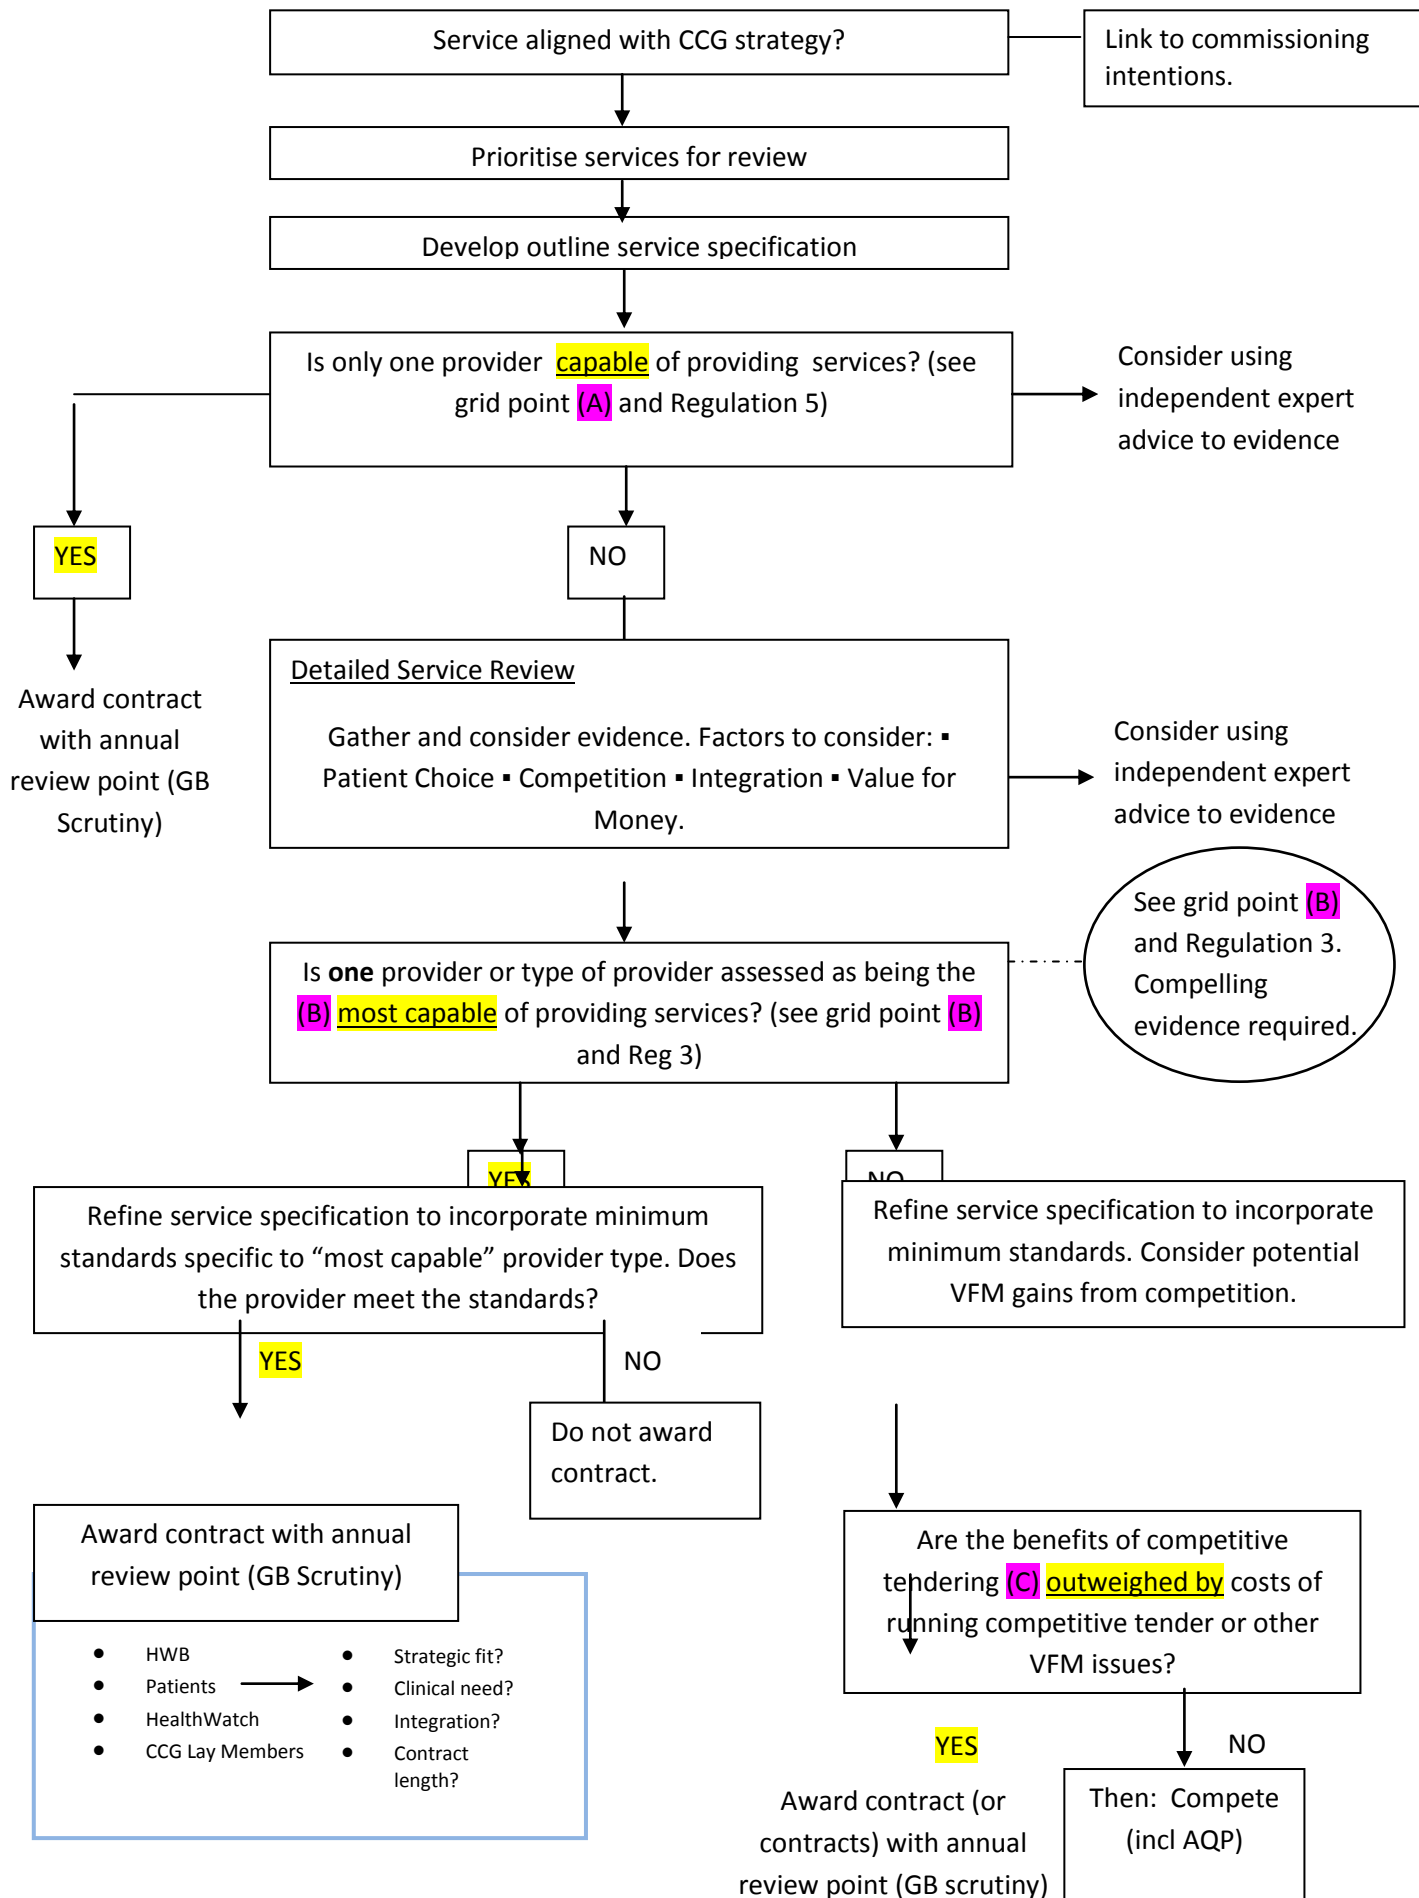 Service aligned with CCG strategy?
Link to commissioning
intentions.
Prioritise services for review
Develop outline service specification
Is only one provider capable of providing services? (see
grid point (A) and Regulation 5)
Consider using
independent expert
advice to evidence
YES
NO
Award contract
with annual
review point (GB
Scrutiny)
Detailed Service Review
Gather and consider evidence. Factors to consider: ▪
Patient Choice ▪ Competition ▪ Integration ▪ Value for
Money.
Consider using
independent expert
advice to evidence
See grid point (B)
and Regulation 3.
Compelling
evidence required.
Is one provider or type of provider assessed as being the
(B) most capable of providing services? (see grid point (B)
and Reg 3)
YES
NO
Refine service specification to incorporate minimum
standards specific to “most capable” provider type. Does
the provider meet the standards?
Refine service specification to incorporate
minimum standards. Consider potential
VFM gains from competition.
YES
NO
Do not award
contract.
Award contract with annual
review point (GB Scrutiny)
● HWB
● Patients
● HealthWatch
● CCG Lay Members
● Strategic fit?
● Clinical need?
● Integration?
● Contract
length?
Are the benefits of competitive
tendering (C) outweighed by costs of
running competitive tender or other
VFM issues?
YES
NO
Award contract (or
contracts) with annual
review point (GB scrutiny)
Then: Compete
(incl AQP)